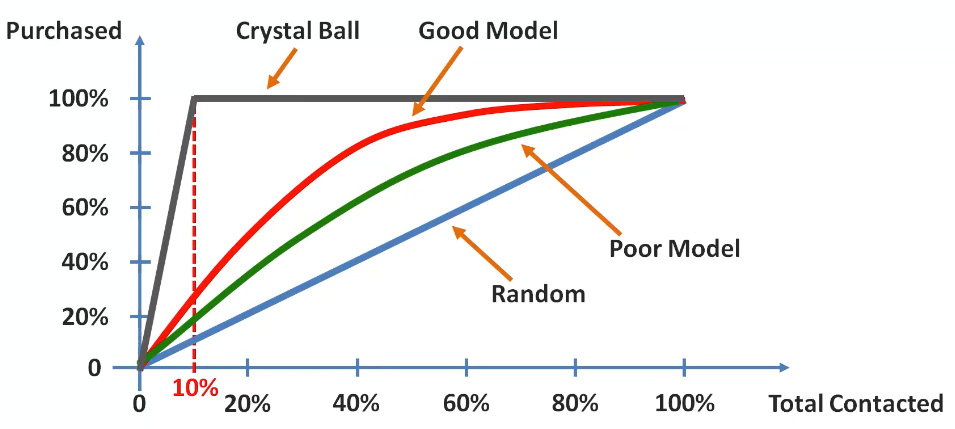 Purchased
Crystal Ball
Good Model
100%
80%
60%
40%
20%
0
Poor Model
Random
10%
0
20%
40%
60%
80%
100%
Total Contacted